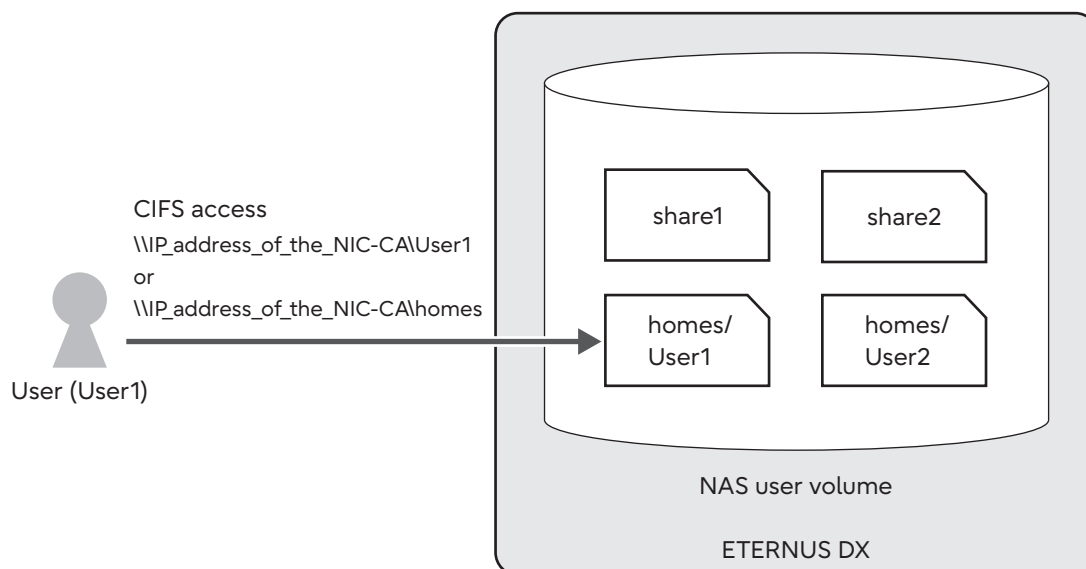 CIFS access
\\IP_address_of_the_NIC-CA\User1
or
\\IP_address_of_the_NIC-CA\homes
User (User1)
share1
share2
homes/
User1
homes/
User2
NAS user volume
ETERNUS DX